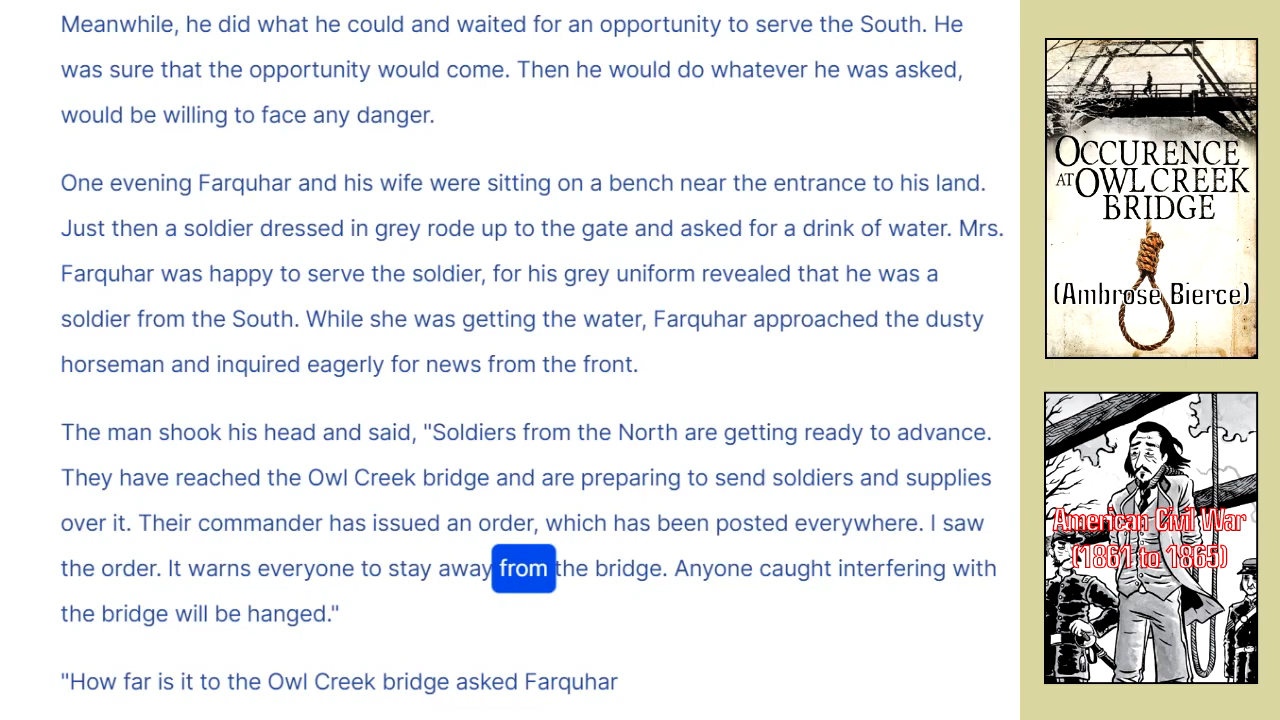 Meanwhile, he did what he could and waited for an opportunity to serve the South. He
was sure that the opportunity would come. Then he would do whatever he was asked,
would be willing to face any danger.
One evening Farquhar and his wife were sitting on a bench near the entrance to his land.
Just then a soldier dressed in grey rode up to the gate and asked for a drink of water. Mrs.
Farquhar was happy to serve the soldier, for his grey uniform revealed that he was a
soldier from the South. While she was getting the water, Farquhar approached the dusty
horseman and inquired eagerly for news from the front.
The man shook his head and said, "Soldiers from the North are getting ready to advance.
They have reached the Owl Creek bridge and are preparing to send soldiers and supplies
over it. Their commander has issued an order, which has been posted everywhere. I saw
the order. It warns everyone to stay away from the bridge. Anyone caught interfering with
the bridge will be hanged."
"How far is it to the Owl Creek bridge asked Farquhar
OCCURENCE
AT OWL CREEK
BRIDGE
(Ambrose Bierce)
American Civil War
(1861 to 1865)